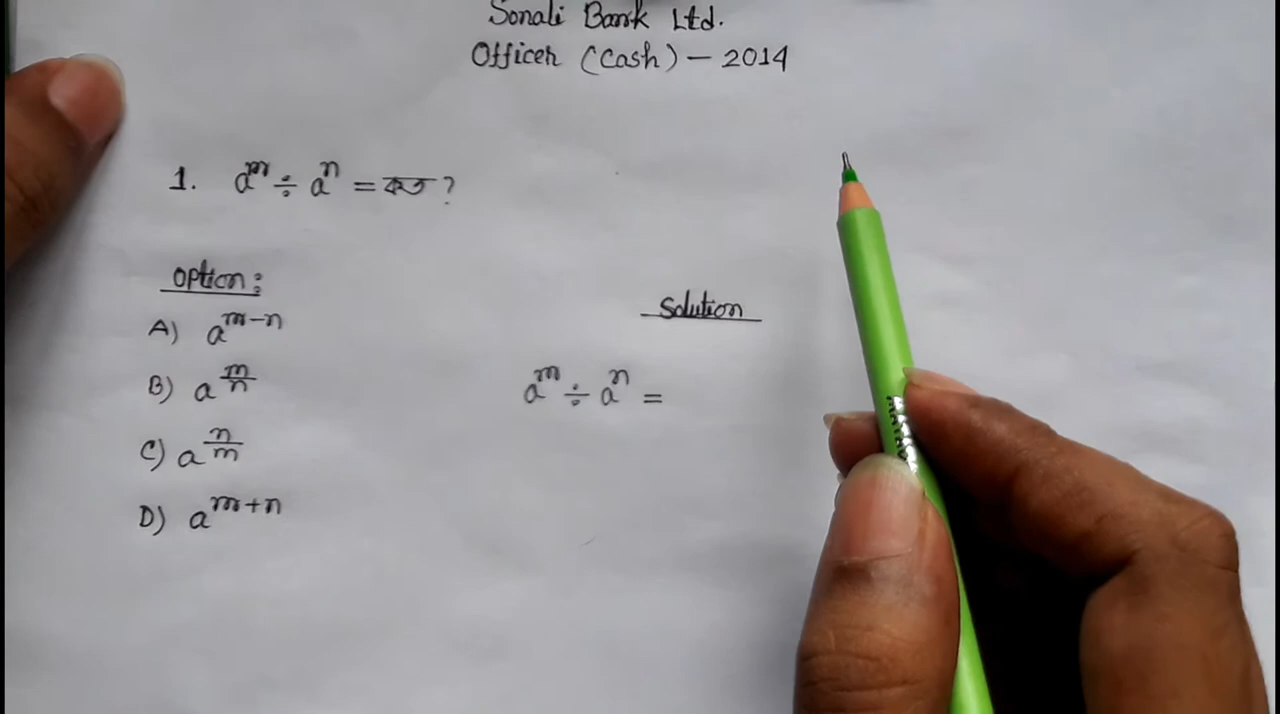 Sonali Bank Ltd.
Officer (Cash) – 2014
1. a^m ÷ a^n = কত ?
Option:
A) a^{m-n}
B) a^{m/n}
C) a^{n/m}
D) a^{m+n}
Solution
a^m ÷ a^n =